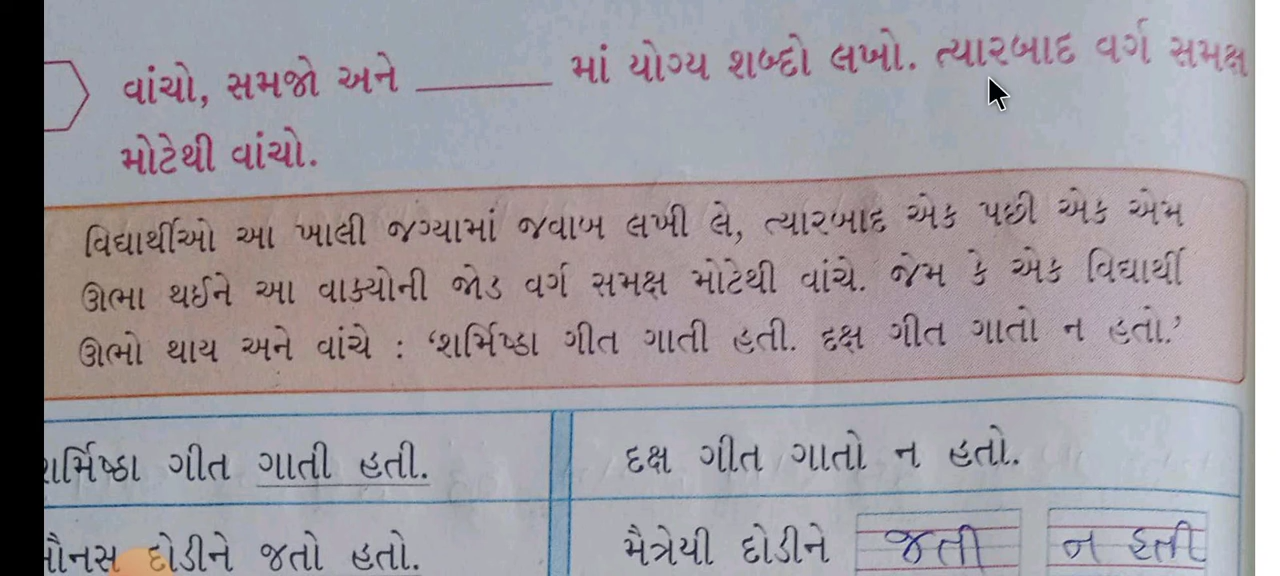 વાંચો, સમજો અને ______ માં યોગ્ય શબ્દો લખો. ત્યારબાદ વર્ગ સમક્ષ
મોટેથી વાંચો.
વિદ્યાર્થીઓ આ ખાલી જગ્યામાં જવાબ લખી લે, ત્યારબાદ એક પછી એક એમ
ઊભા થઈને આ વાક્યોની જોડ વર્ગ સમક્ષ મોટેથી વાંચે. જેમ કે એક વિદ્યાર્થી
ઊભો થાય અને વાંચે : ‘શર્મિષ્ઠા ગીત ગાતી હતી. દક્ષ ગીત ગાતો ન હતો.’
શર્મિષ્ઠા ગીત ગાતી હતી. દક્ષ ગીત ગાતો ન હતો.
દોડીને જતો હતો. મૈત્રેયી દોડીને જતી ન હતી